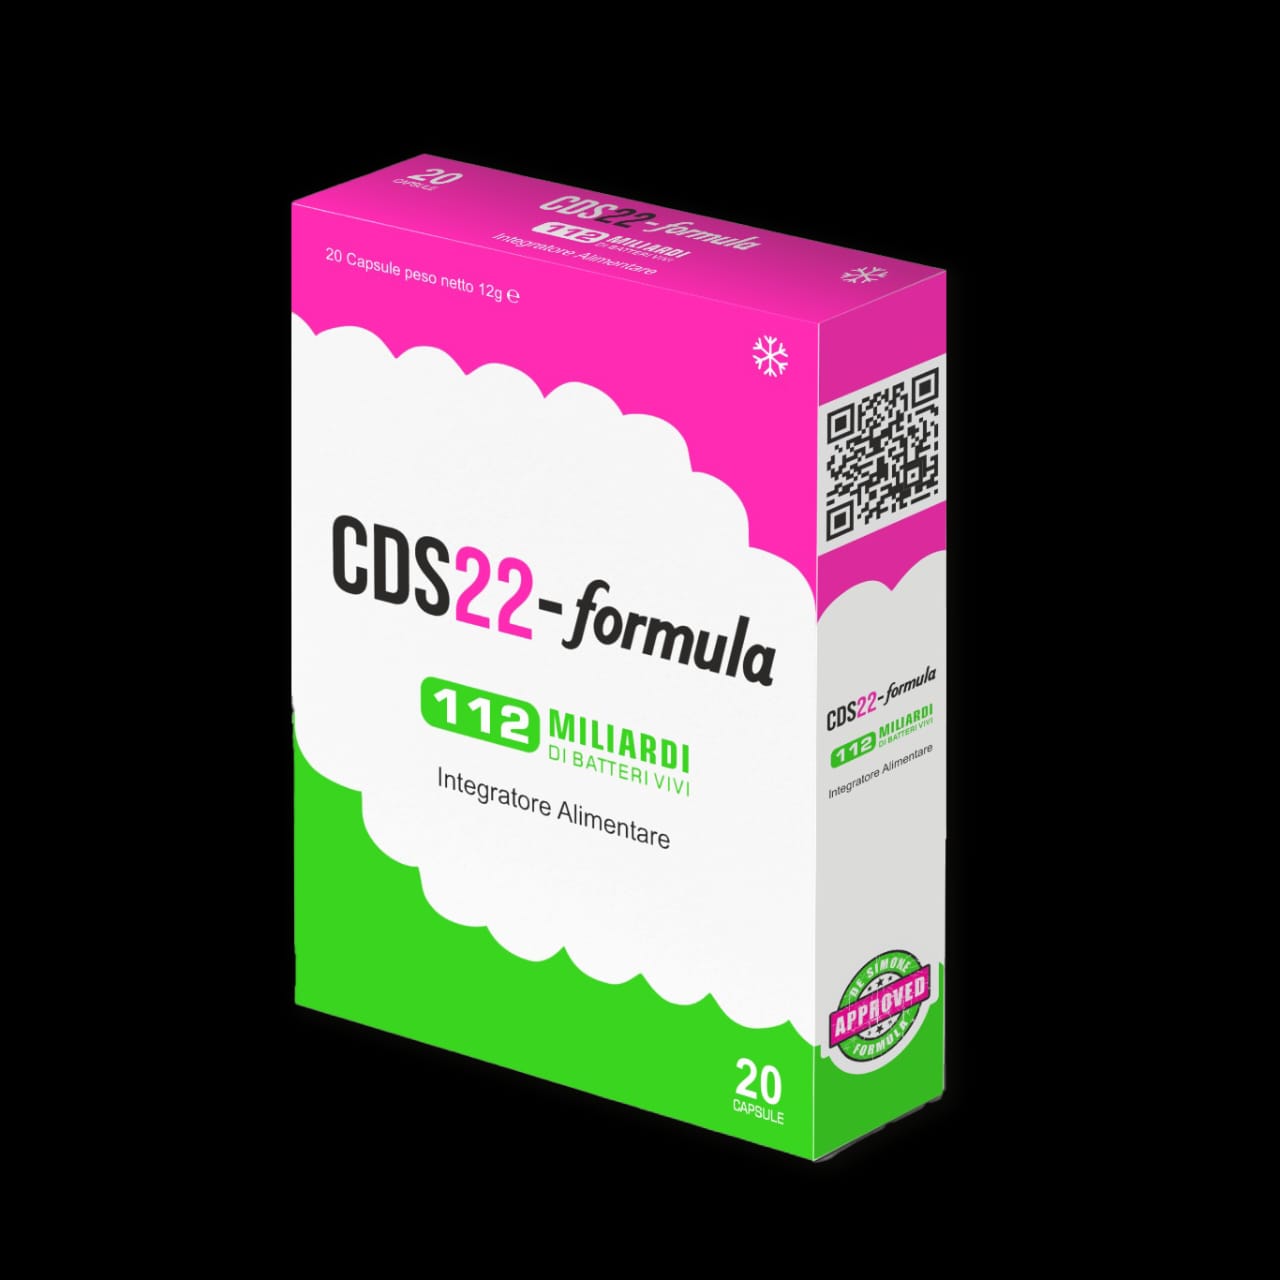 20
CAPSULE
CDS22-formula
112 MILIARDI
DI BATTERI VIVI
Integratore Alimentare
20 Capsule peso netto 12g ℮
CDS22-formula
112 MILIARDI
DI BATTERI VIVI
Integratore Alimentare
20
CAPSULE
CDS22-formula
112 MILIARDI
DI BATTERI VIVI
Integratore Alimentare
DE SIMONE
APPROVED
FORMULA